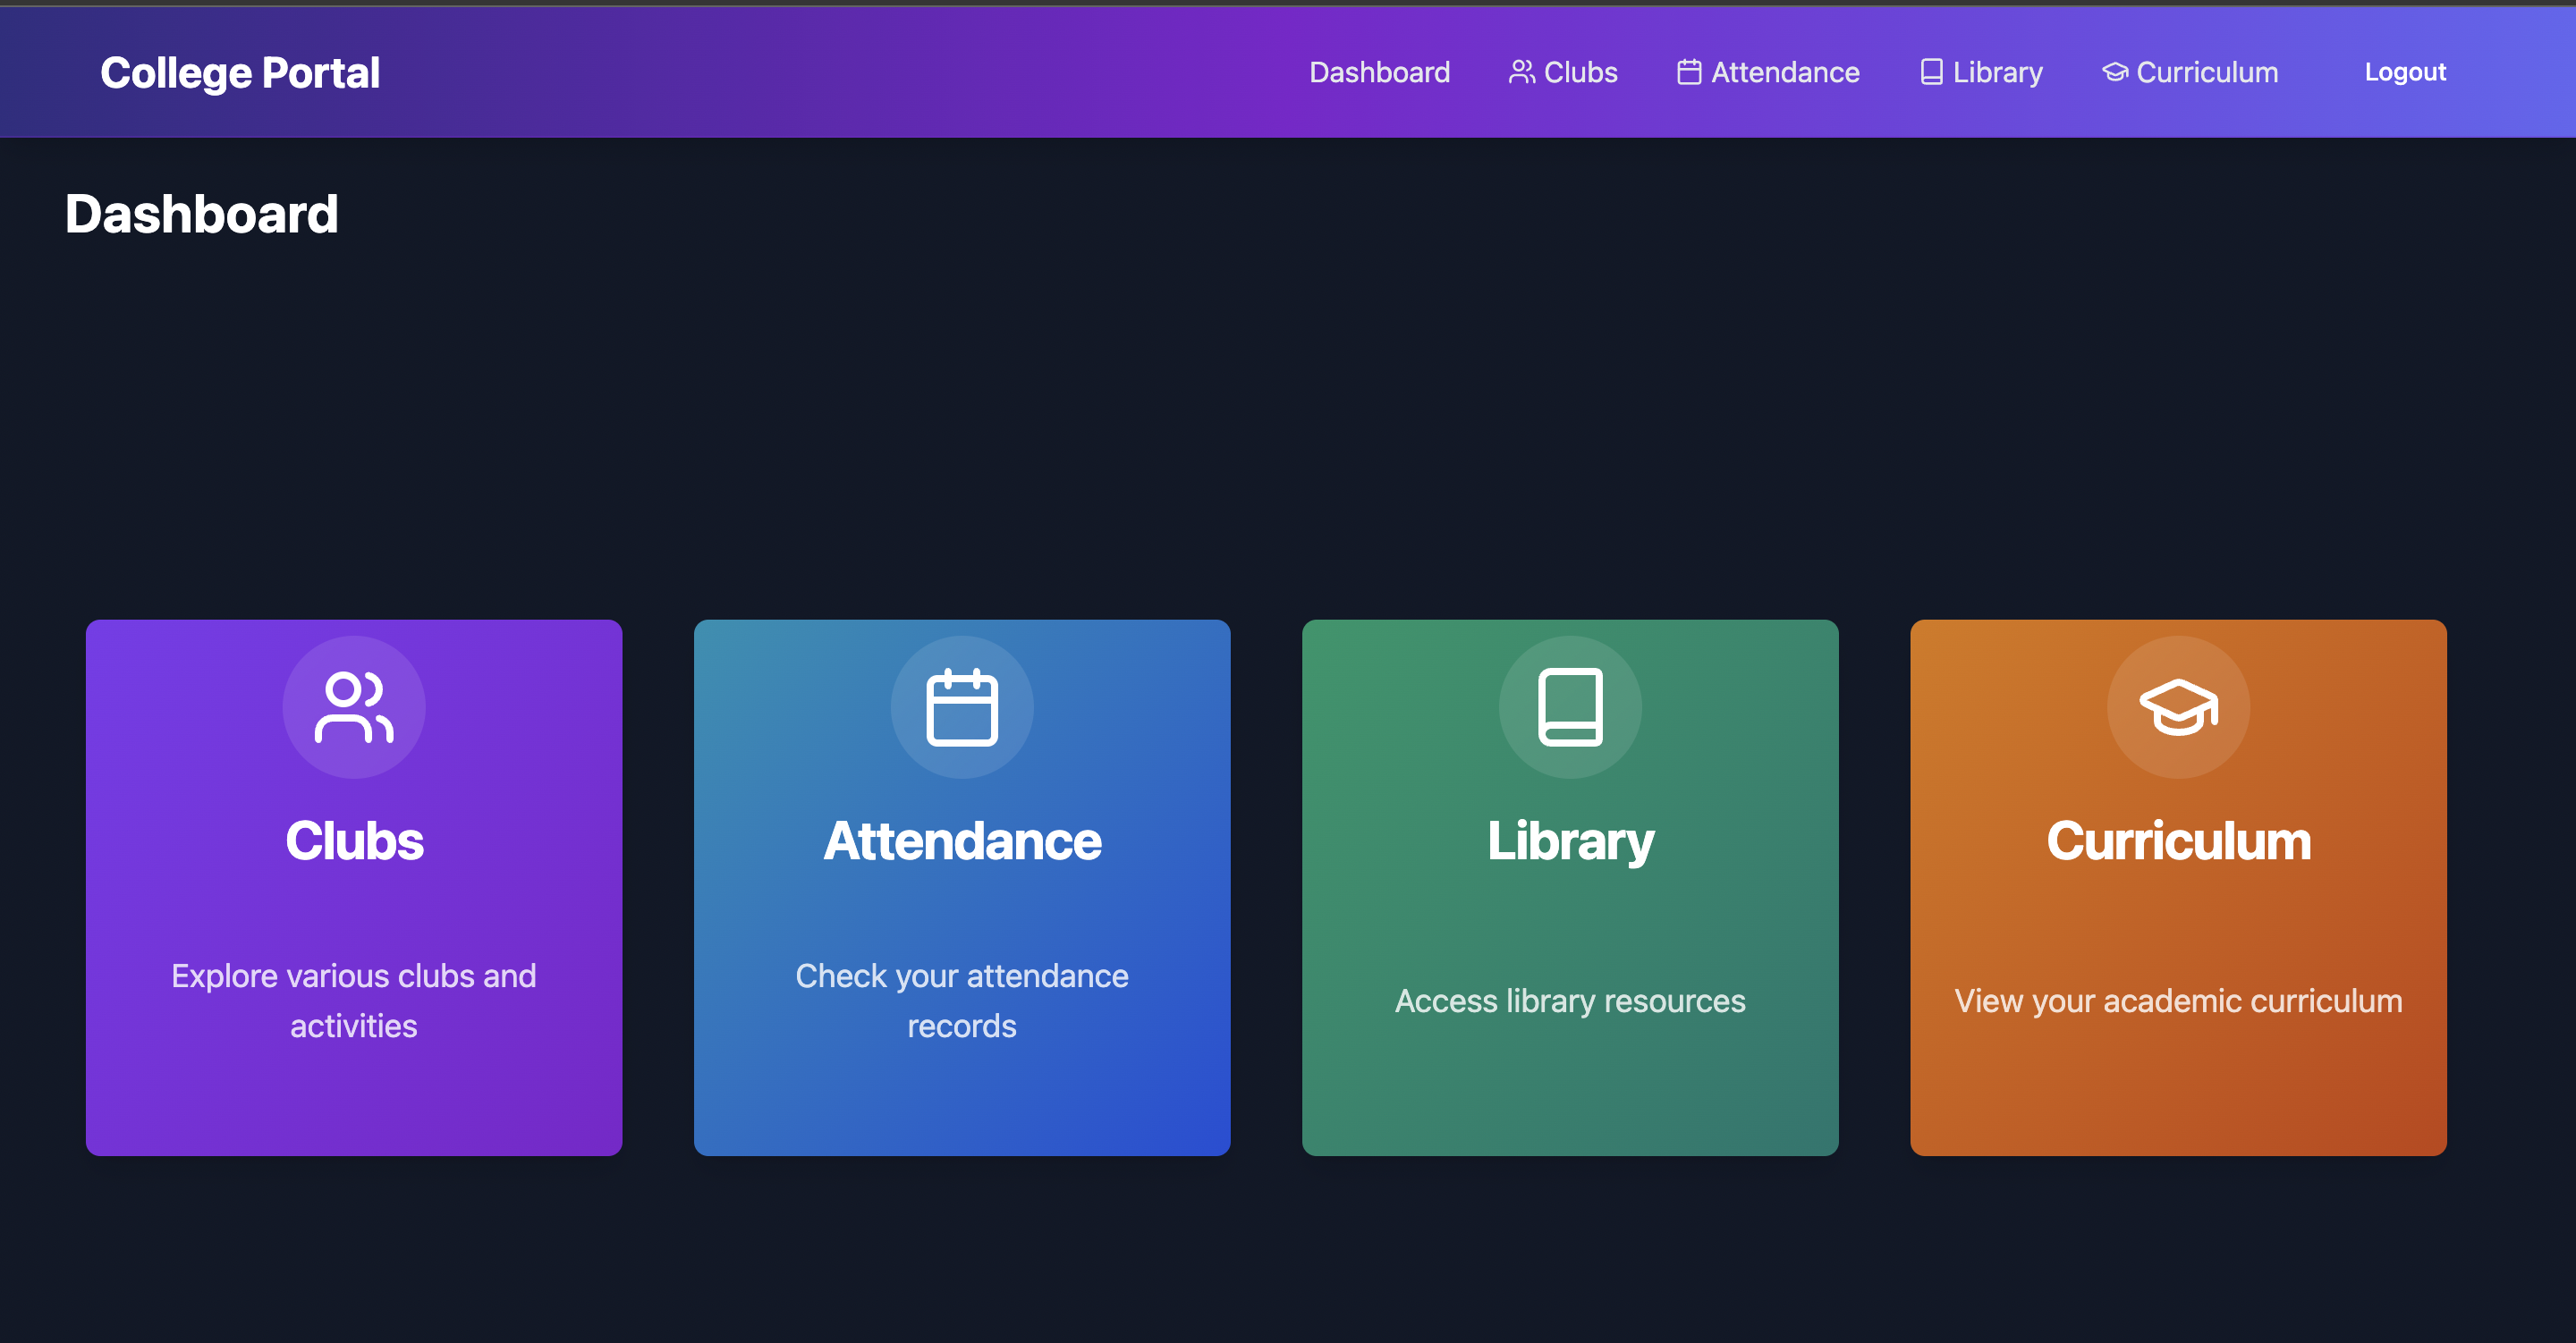 College Portal
Dashboard Clubs Attendance Library Curriculum Logout
Dashboard
Clubs
Explore various clubs and
activities
Attendance
Check your attendance
records
Library
Access library resources
Curriculum
View your academic curriculum